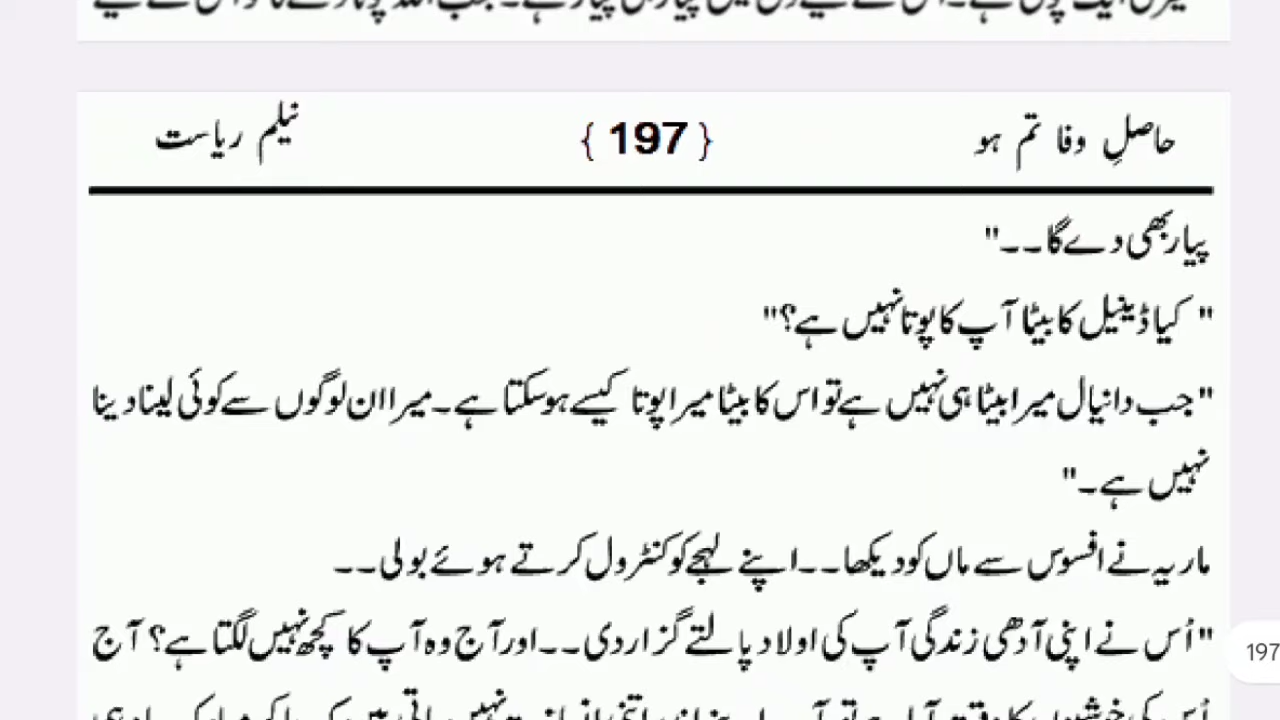 حاصلِ وفا تم ہو { 197 } نیلم ریاست
پیار بھی دے گا۔۔"
" کیا ڈینیل کا بیٹا آپ کا پوتا نہیں ہے؟"
"جب دانیال میرا بیٹا ہی نہیں ہے تو اس کا بیٹا میرا پوتا کیسے ہو سکتا ہے۔ میرا ان لوگوں سے کوئی لینا دینا
نہیں ہے۔"
ماریہ نے افسوس سے ماں کو دیکھا۔۔ اپنے لہجے کو کنٹرول کرتے ہوئے بولی۔۔
"اُس نے اپنی آدھی زندگی آپ کی اولاد پالتے گزار دی۔۔ اور آج وہ آپ کا کچھ نہیں لگتا ہے؟ آج
197